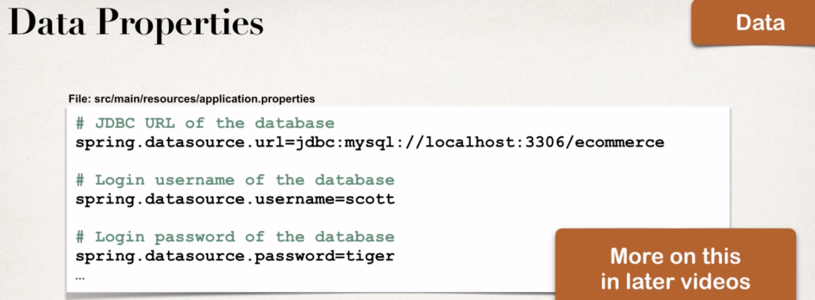 Data Properties
Data
File: src/main/resources/application.properties
# JDBC URL of the database
spring.datasource.url=jdbc:mysql://localhost:3306/ecommerce
# Login username of the database
spring.datasource.username=scott
# Login password of the database
spring.datasource.password=tiger
…
More on this
in later videos